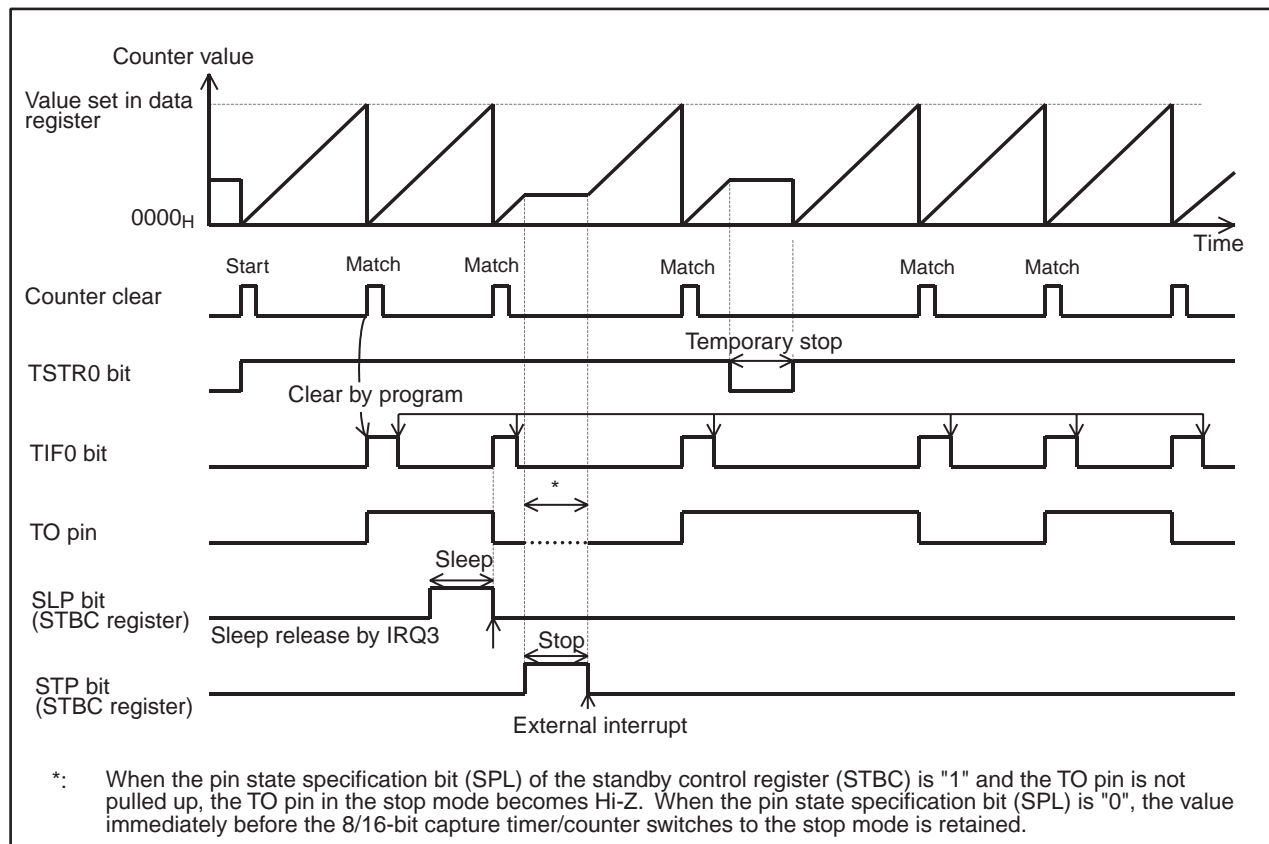 Counter value
Value set in data
register
0000H
Time
Start
Match
Match
Match
Match
Match
Counter clear
Temporary stop
TSTR0 bit
Clear by program
TIF0 bit
*
TO pin
Sleep
SLP bit
(STBC register)
Sleep release by IRQ3
Stop
STP bit
(STBC register)
External interrupt
*: When the pin state specification bit (SPL) of the standby control register (STBC) is "1" and the TO pin is not
pulled up, the TO pin in the stop mode becomes Hi-Z. When the pin state specification bit (SPL) is "0", the value
immediately before the 8/16-bit capture timer/counter switches to the stop mode is retained.